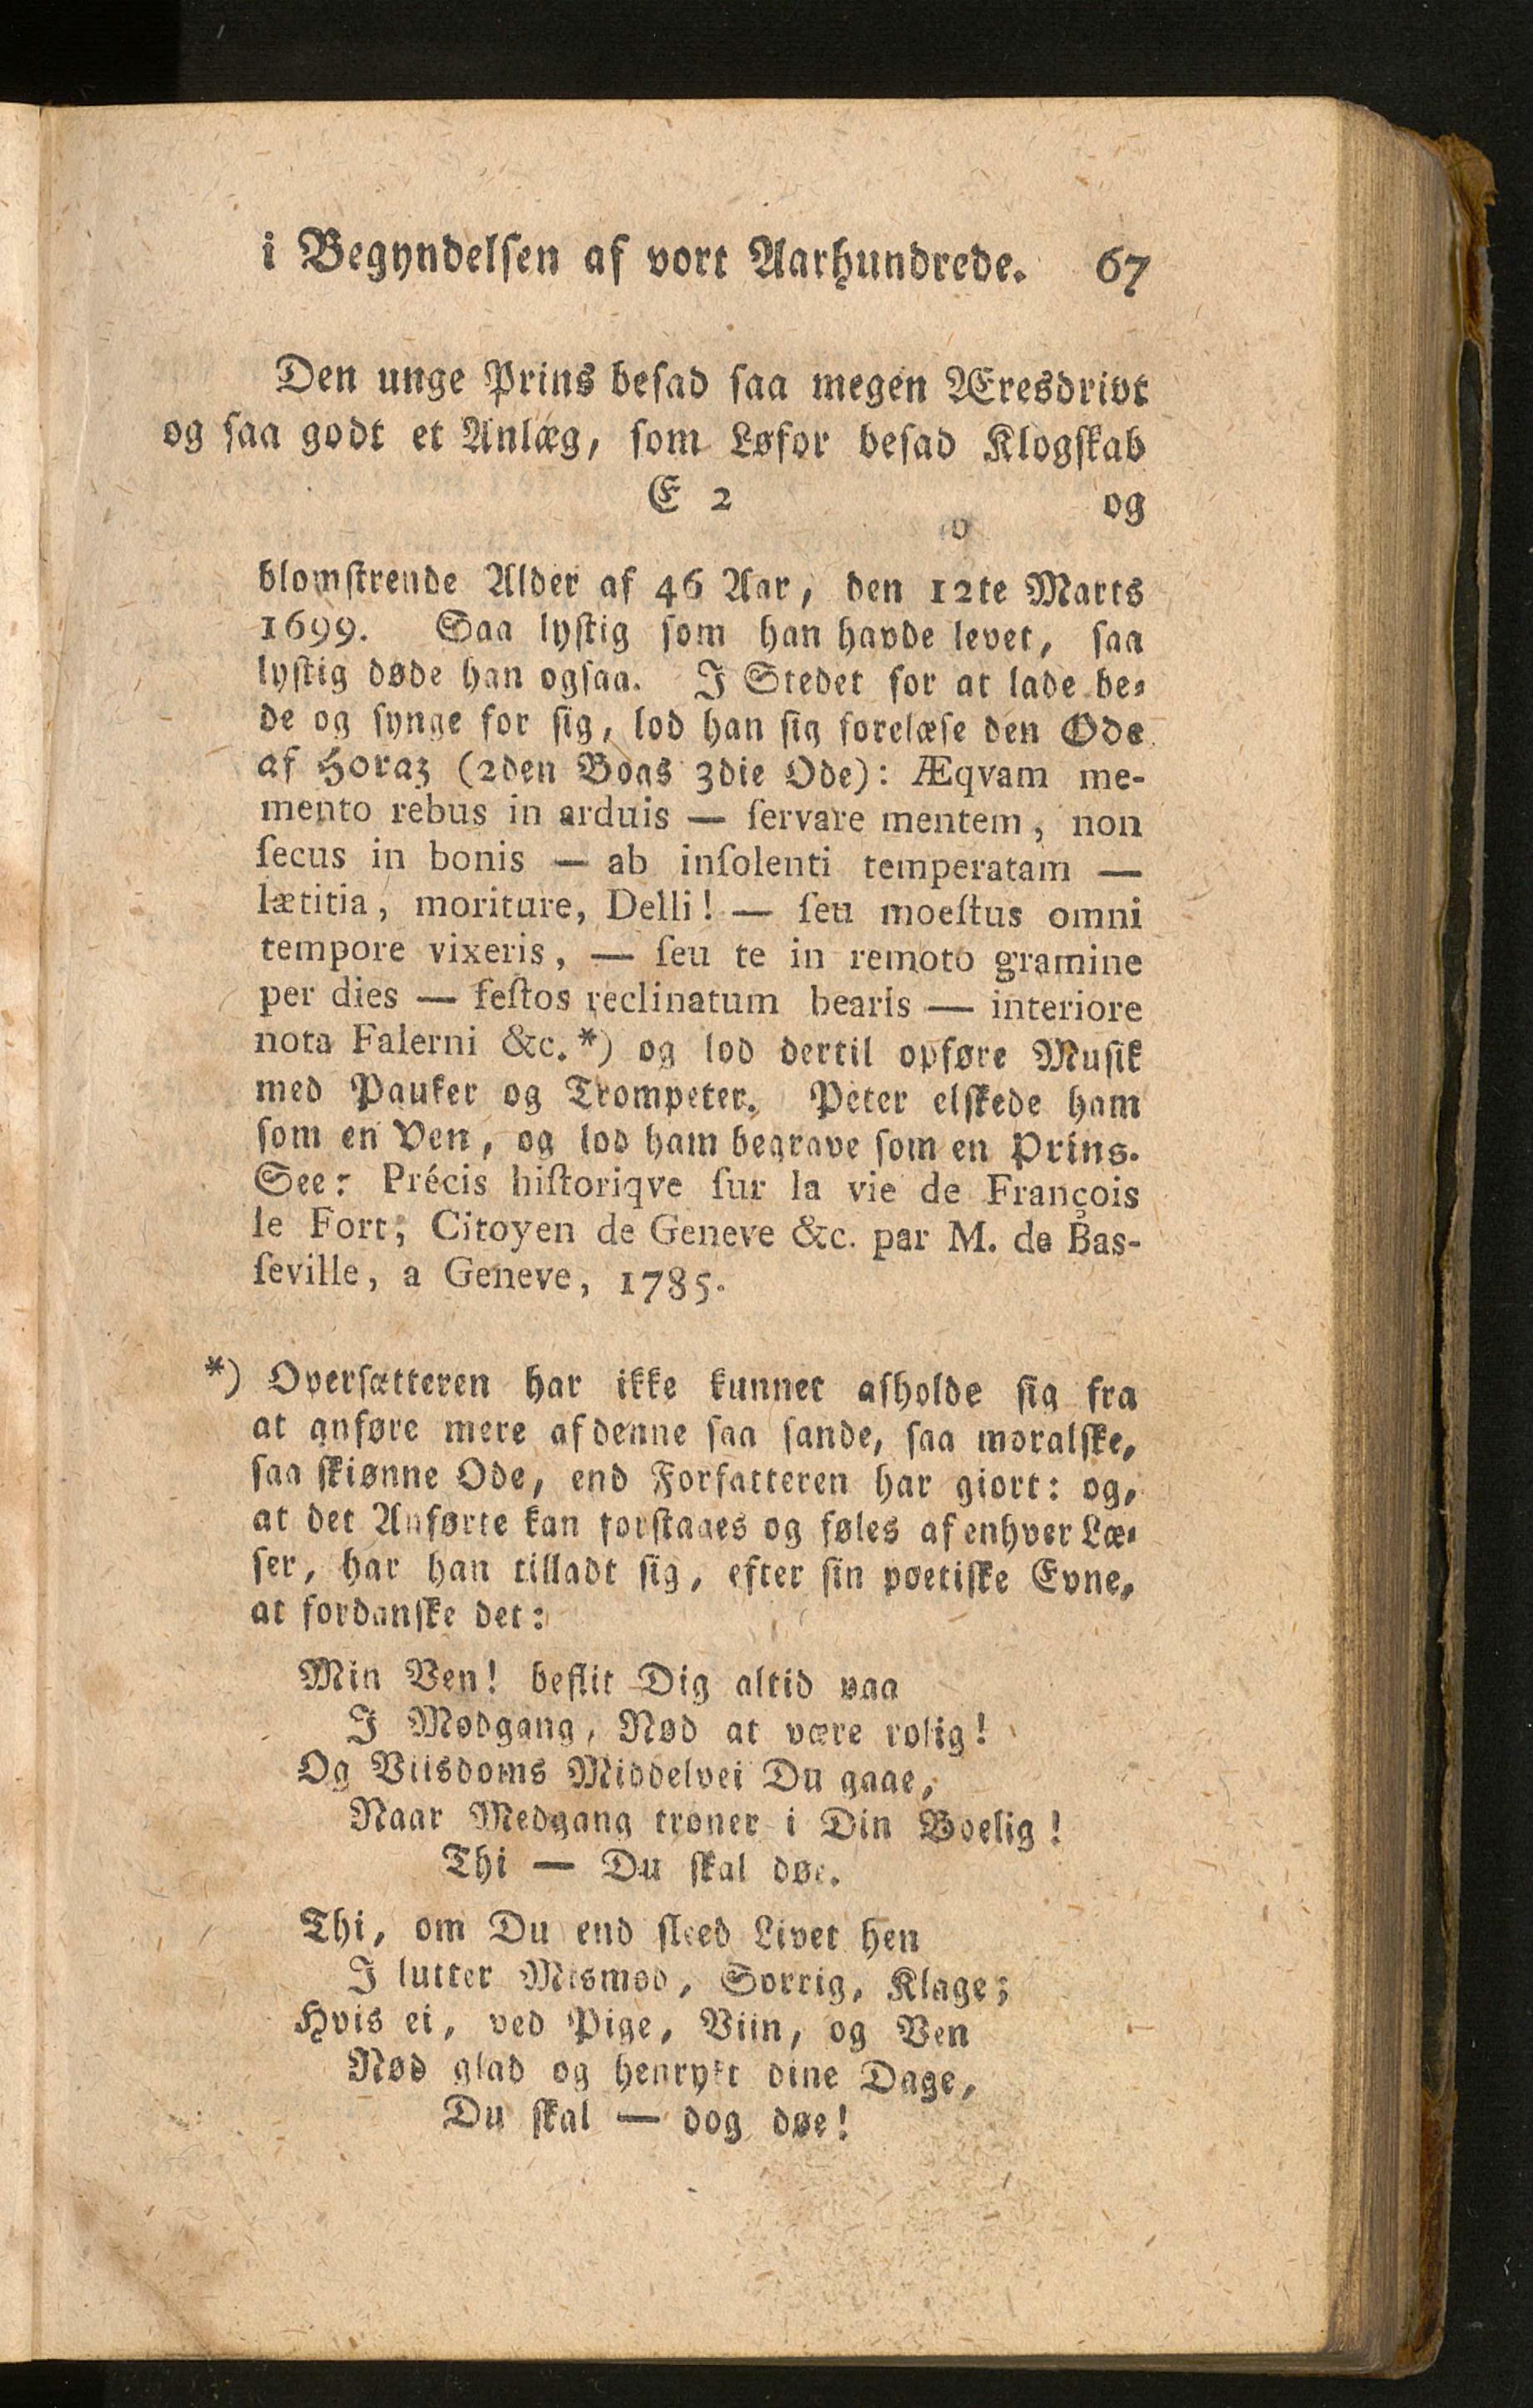 i Begyndelsen af vort Aarhundrede. 67
Den unge Prins besad saa megen Æresdrivt
og saa godt et Anlæg, som Løfor besad Klogskab
E 2 og
blomstrende Alder af 46 Aar, den 12te Marts
1699. Saa lystig som han havde levet, saa
lystig døde han ogsaa. I Stedet for at lade be-
de og synge for sig, lod han sig forelæse den Ode
af Horaz (2den Bogs 3die Ode): Æqvam me-
mento rebus in arduis — ſervare mentem, non
ſecus in bonis — ab inſolenti temperatam —
lætitia, moriture, Delli! — ſeu moeſtus omni
tempore vixeris, — ſeu te in remoto gramine
per dies — feſtos reclinatum bearis — interiore
nota Falerni &c.*) og lod dertil opføre Musik
med Pauker og Trompeter. Peter elskede ham
som en Ven, og lod ham begrave som en Prins.
See: Précis hiſtoriqve ſur la vie de François
le Fort, Citoyen de Geneve &c. par M. de Bas-
ſeville, a Geneve, 1785.
*) Oversætteren har ikke kunnet afholde sig fra
at anføre mere af denne saa sande, saa moralske,
saa skiønne Ode, end Forfatteren har giort: og,
at det Anførte kan forstaaes og føles af enhver Læ-
ser, har han tilladt sig, efter sin poetiske Evne,
at fordanske det:
Min Ven! beflit Dig altid paa
I Modgang, Nød at være rolig!
Og Viisdoms Middelvei Du gaae,
Naar Medgang troner i Din Boelig!
Thi — Du skal døe.
Thi, om Du end sleed Livet hen
I lutter Mismod, Sorrig, Klage;
Hvis ei, ved Pige, Viin, og Ven
Nød glad og henrykt dine Dage,
Du skal — dog døe!